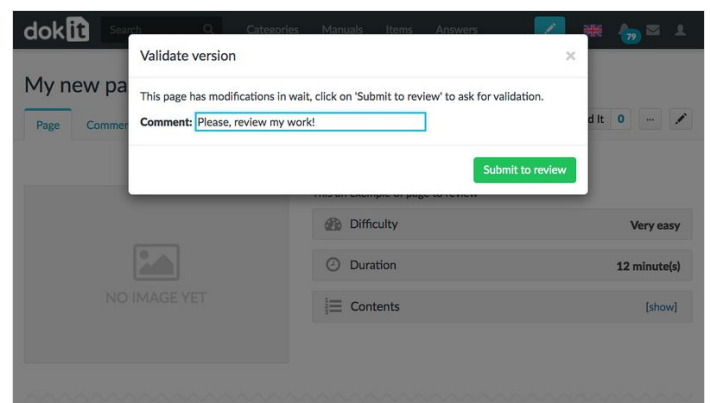 dokit Search Categories Manuals Items Answers 79
Validate version ×
My new pa
This page has modifications in wait, click on 'Submit to review' to ask for validation.
Comment: Please, review my work!
Page Commen d It 0 ...
Submit to review
This an exemple of page to review
Difficulty Very easy
Duration 12 minute(s)
NO IMAGE YET
Contents [show]